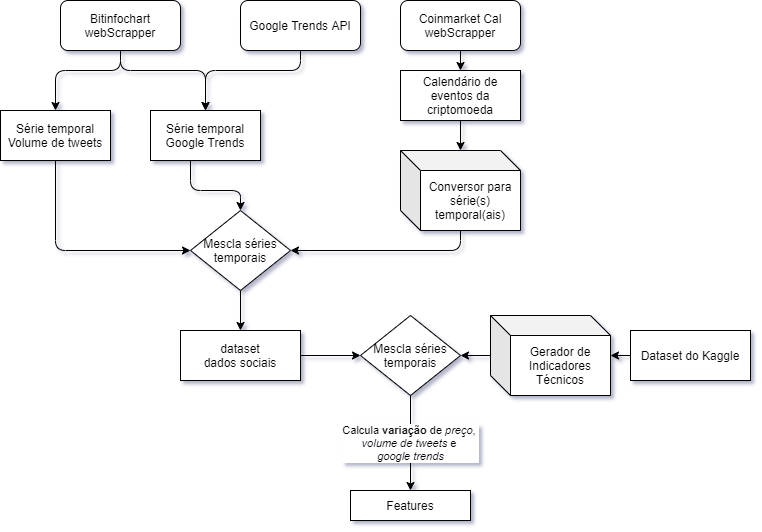 Bitinfochart
webScrapper
Google Trends API
Coinmarket Cal
webScrapper
Calendário de
eventos da
criptomoeda
Série temporal
Volume de tweets
Série temporal
Google Trends
Conversor para
série(s)
temporal(ais)
Mescla séries
temporais
dataset
dados sociais
Mescla séries
temporais
Gerador de
Indicadores
Técnicos
Dataset do Kaggle
Calcula variação de preço,
volume de tweets e
google trends
Features